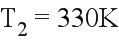 T₂ = 330K